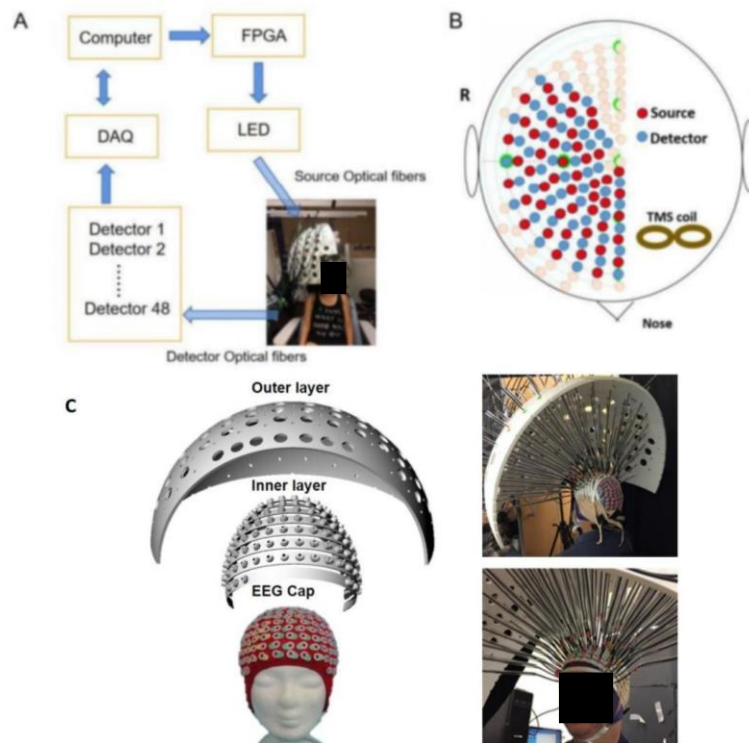 A
Computer
FPGA
DAQ
LED
Source Optical fibers
Detector 1
Detector 2
Detector 48
Detector Optical fibers
B
R
Source
Detector
TMS coil
Nose
C
Outer layer
Inner layer
EEG Cap